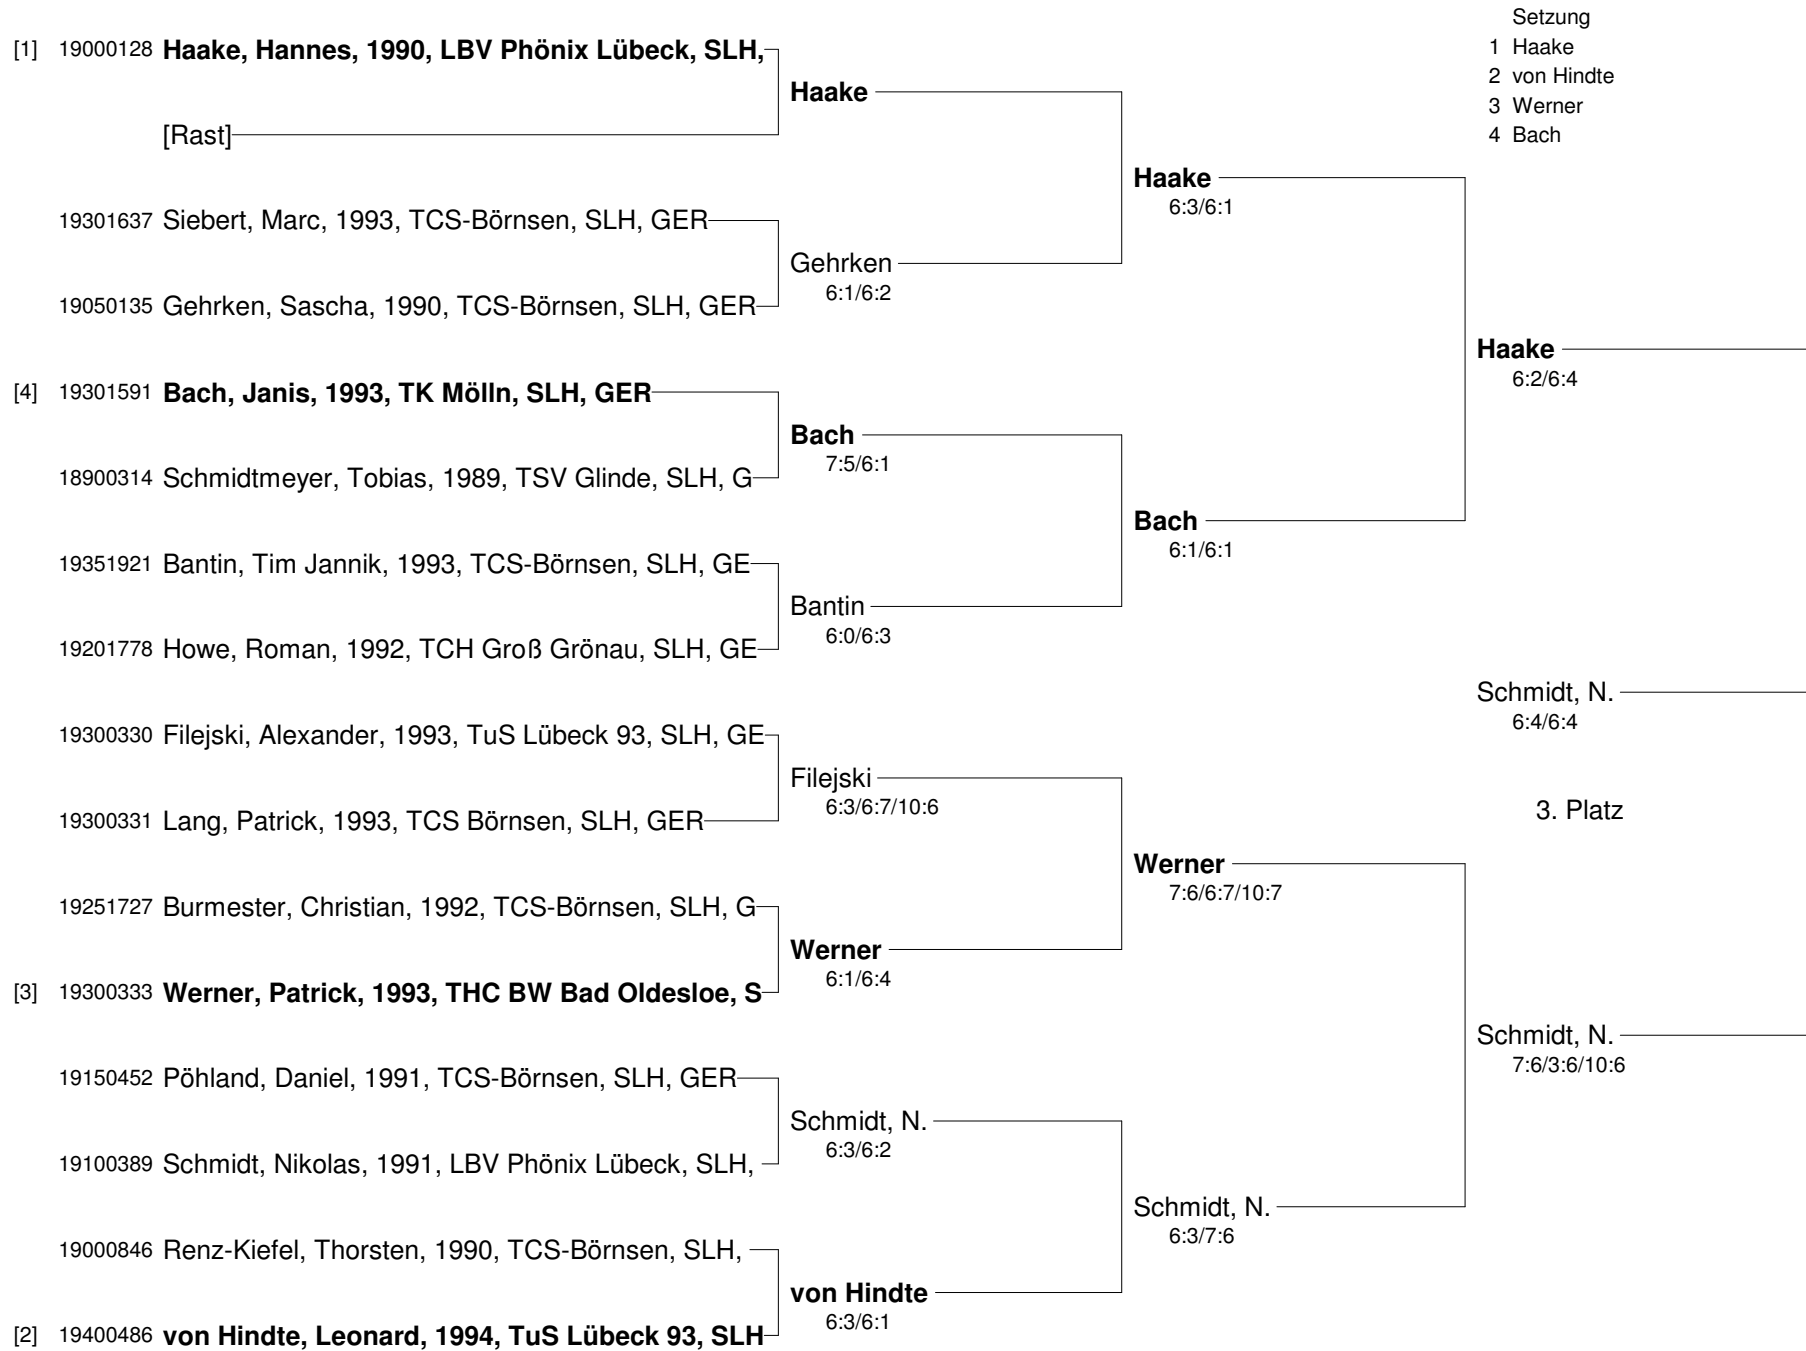 Setzung
1 Haake
2 von Hindte
3 Werner
4 Bach
[1] 19000128 Haake, Hannes, 1990, LBV Phönix Lübeck, SLH,
Haake
[Rast]
Haake
6:3/6:1
19301637 Siebert, Marc, 1993, TCS-Börnsen, SLH, GER
Gehrken
6:1/6:2
19050135 Gehrken, Sascha, 1990, TCS-Börnsen, SLH, GER
Haake
6:2/6:4
[4] 19301591 Bach, Janis, 1993, TK Mölln, SLH, GER
Bach
7:5/6:1
18900314 Schmidtmeyer, Tobias, 1989, TSV Glinde, SLH, G
Bach
6:1/6:1
19351921 Bantin, Tim Jannik, 1993, TCS-Börnsen, SLH, GE
Bantin
6:0/6:3
19201778 Howe, Roman, 1992, TCH Groß Grönau, SLH, GE
Schmidt, N.
6:4/6:4
19300330 Filejski, Alexander, 1993, TuS Lübeck 93, SLH, GE
Filejski
6:3/6:7/10:6
3. Platz
19300331 Lang, Patrick, 1993, TCS Börnsen, SLH, GER
Werner
7:6/6:7/10:7
19251727 Burmester, Christian, 1992, TCS-Börnsen, SLH, G
Werner
6:1/6:4
[3] 19300333 Werner, Patrick, 1993, THC BW Bad Oldesloe, S
Schmidt, N.
7:6/3:6/10:6
19150452 Pöhland, Daniel, 1991, TCS-Börnsen, SLH, GER
Schmidt, N.
6:3/6:2
19100389 Schmidt, Nikolas, 1991, LBV Phönix Lübeck, SLH,
Schmidt, N.
6:3/7:6
19000846 Renz-Kiefel, Thorsten, 1990, TCS-Börnsen, SLH,
von Hindte
6:3/6:1
[2] 19400486 von Hindte, Leonard, 1994, TuS Lübeck 93, SLH